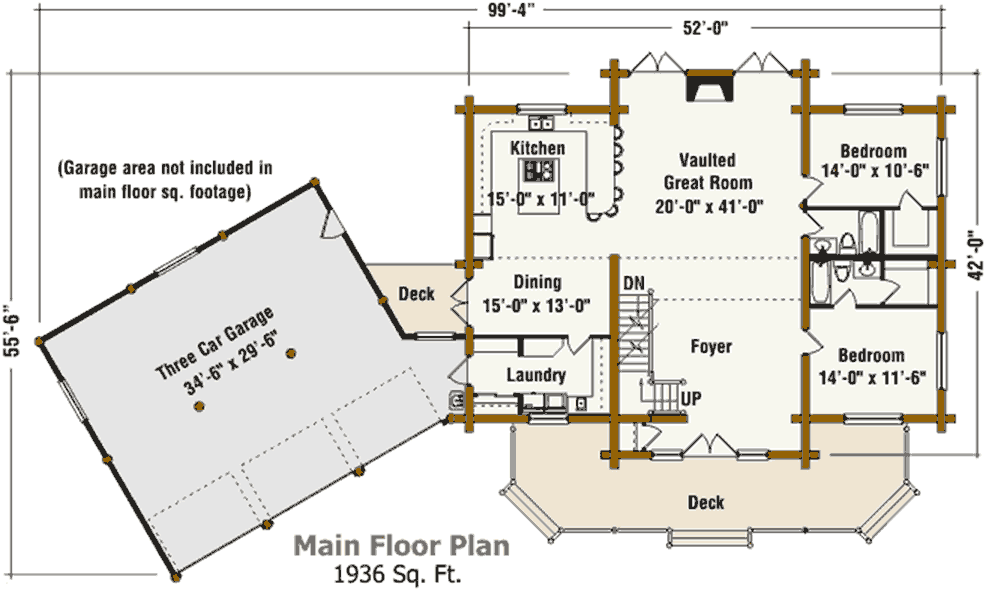 99'-4"
52'-0"
(Garage area not included in
main floor sq. footage)
Kitchen
15'-0" x 11'-0"
Vaulted
Great Room
20'-0" x 41'-0"
Bedroom
14'-0" x 10'-6"
42'-0"
55'-6"
Deck
Dining
15'-0" x 13'-0"
DN
Three Car Garage
34'-6" x 29'-6"
Foyer
Laundry
UP
Bedroom
14'-0" x 11'-6"
Deck
Main Floor Plan
1936 Sq. Ft.